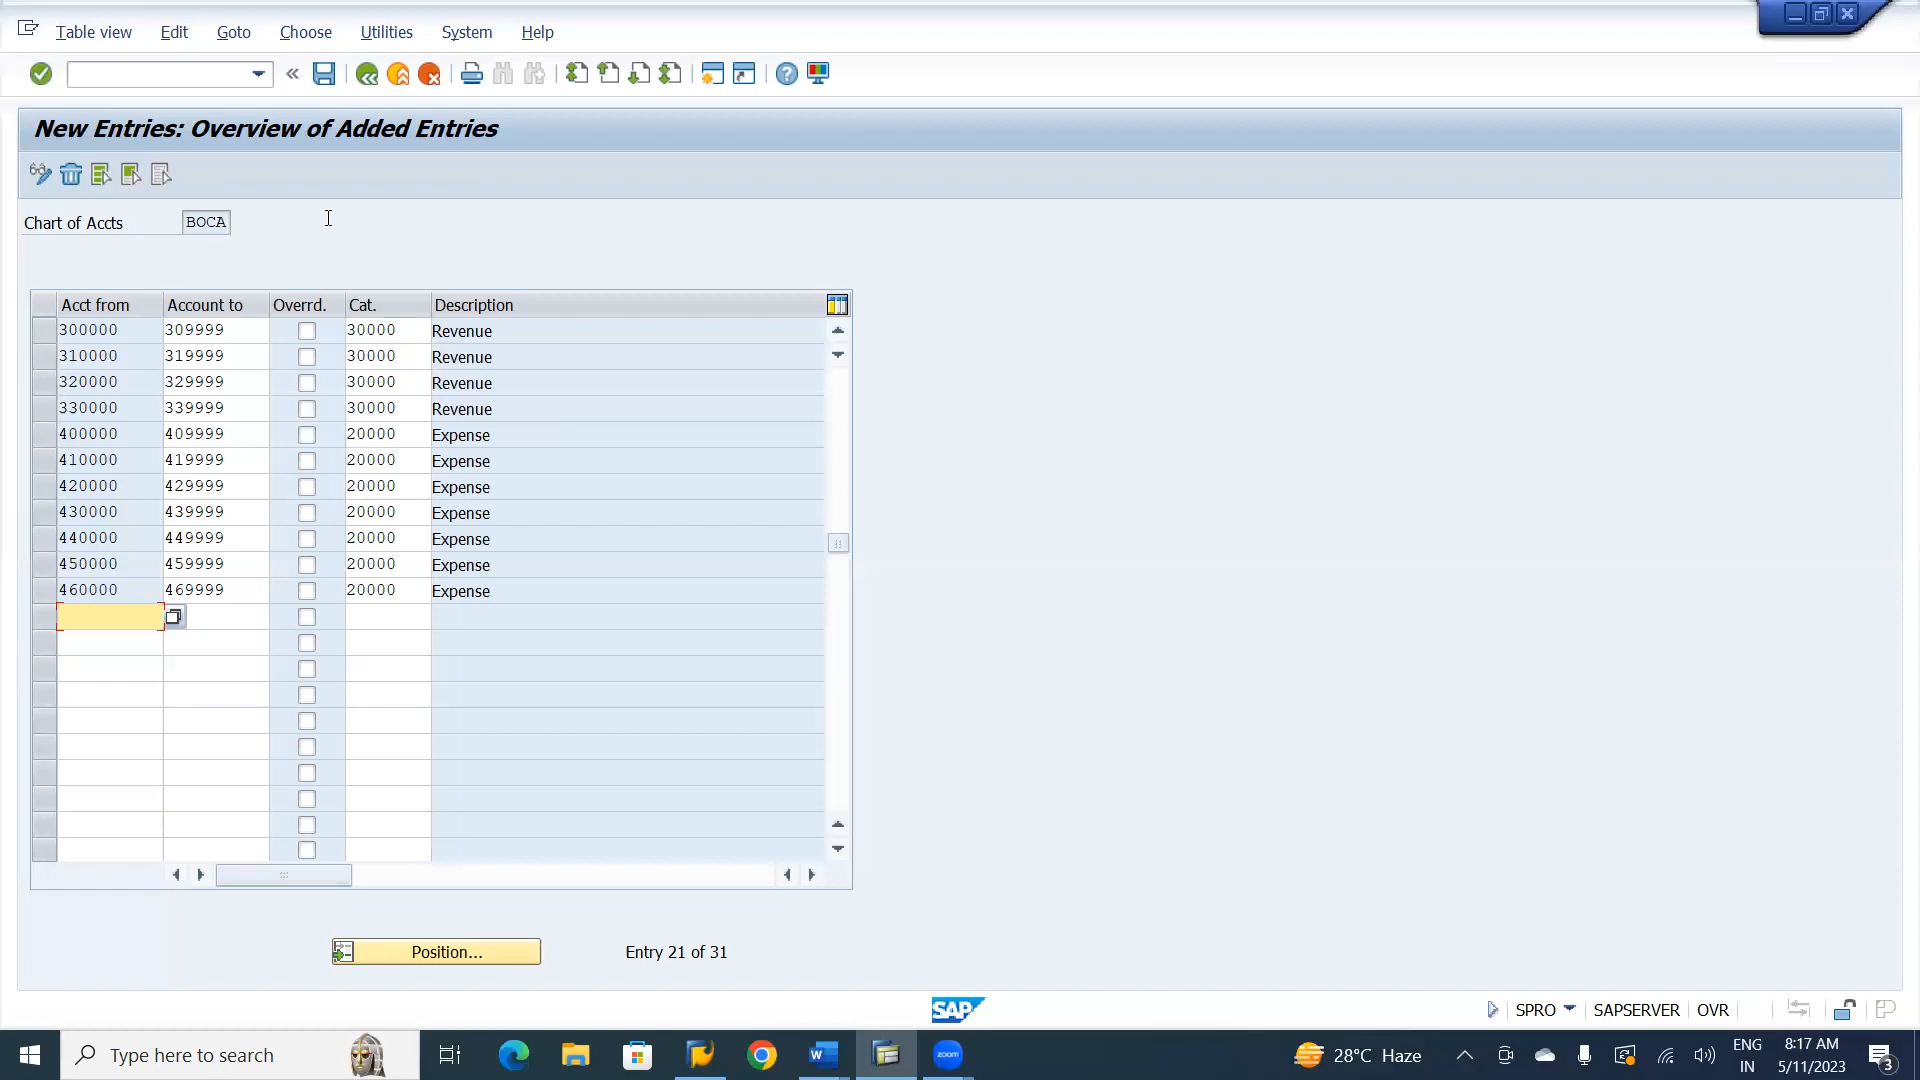 Table view Edit Goto Choose Utilities System Help
New Entries: Overview of Added Entries
Chart of Accts BOCA
Acct from Account to Overrd. Cat. Description
300000 309999 30000 Revenue
310000 319999 30000 Revenue
320000 329999 30000 Revenue
330000 339999 30000 Revenue
400000 409999 20000 Expense
410000 419999 20000 Expense
420000 429999 20000 Expense
430000 439999 20000 Expense
440000 449999 20000 Expense
450000 459999 20000 Expense
460000 469999 20000 Expense
Position... Entry 21 of 31
SAP SPRO SAPSERVER OVR
Type here to search zoom 28°C Haze ENG
IN 8:17 AM
5/11/2023 3